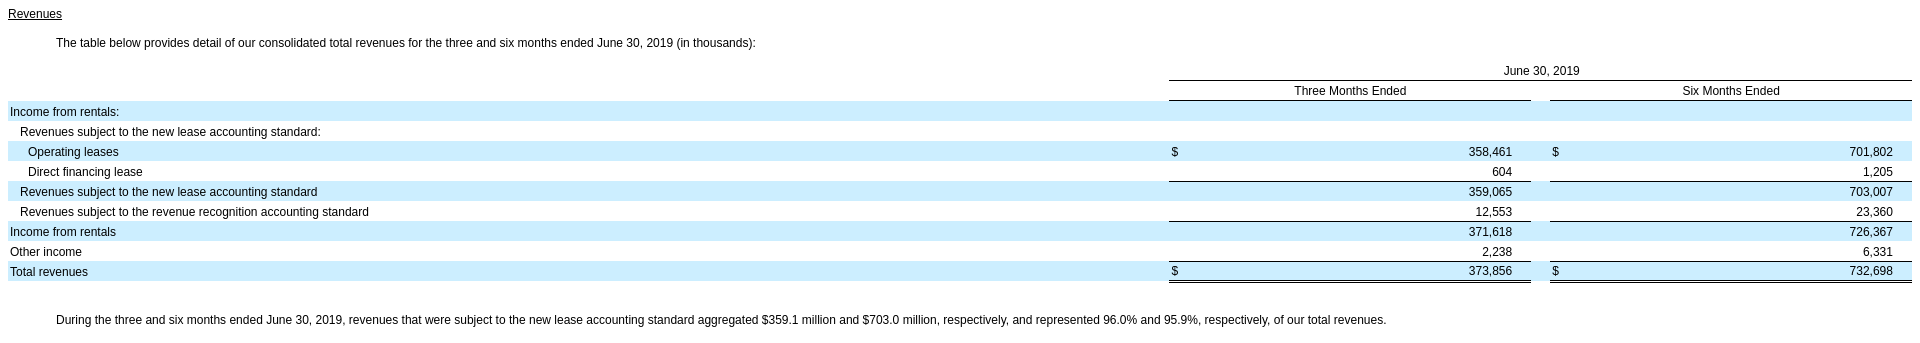 Revenues
The table below provides detail of our consolidated total revenues for the three and six months ended June 30, 2019 (in thousands):
June 30, 2019
Three Months Ended Six Months Ended
Income from rentals:
Revenues subject to the new lease accounting standard:
Operating leases $ 358,461 $ 701,802
Direct financing lease 604 1,205
Revenues subject to the new lease accounting standard 359,065 703,007
Revenues subject to the revenue recognition accounting standard 12,553 23,360
Income from rentals 371,618 726,367
Other income 2,238 6,331
Total revenues $ 373,856 $ 732,698
During the three and six months ended June 30, 2019, revenues that were subject to the new lease accounting standard aggregated $359.1 million and $703.0 million, respectively, and represented 96.0% and 95.9%, respectively, of our total revenues.